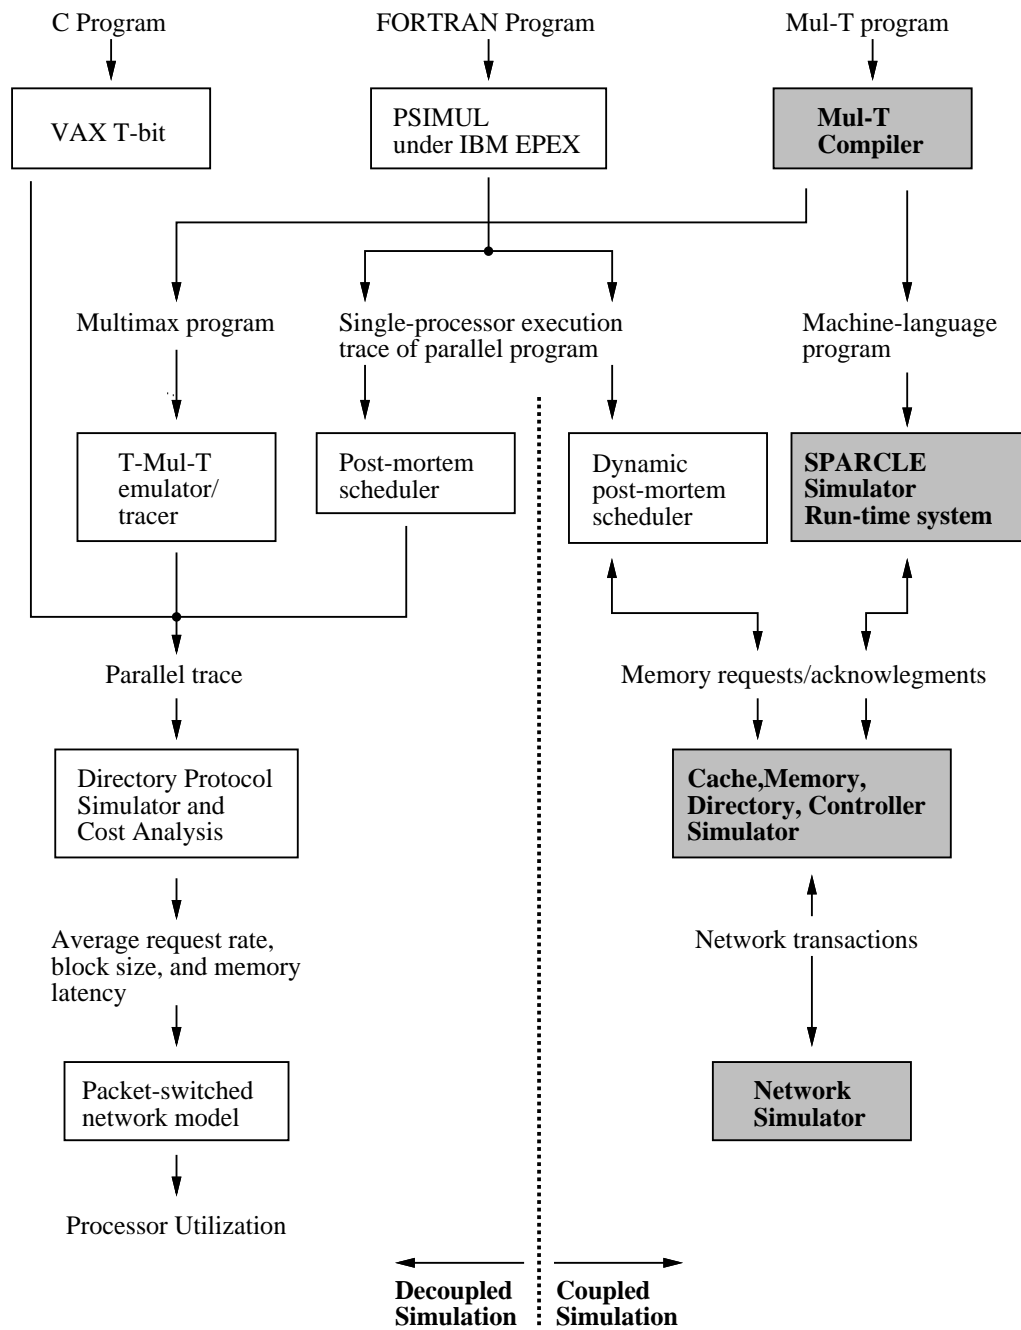 C Program
FORTRAN Program
Mul-T program
VAX T-bit
PSIMUL
under IBM EPEX
Mul-T
Compiler
Multimax program
Single-processor execution
trace of parallel program
Machine-language
program
T-Mul-T
emulator/
tracer
Post-mortem
scheduler
Dynamic
post-mortem
scheduler
SPARCLE
Simulator
Run-time system
Parallel trace
Memory requests/acknowlegments
Directory Protocol
Simulator and
Cost Analysis
Cache,Memory,
Directory, Controller
Simulator
Average request rate,
block size, and memory
latency
Network transactions
Packet-switched
network model
Network
Simulator
Processor Utilization
Decoupled
Simulation
Coupled
Simulation